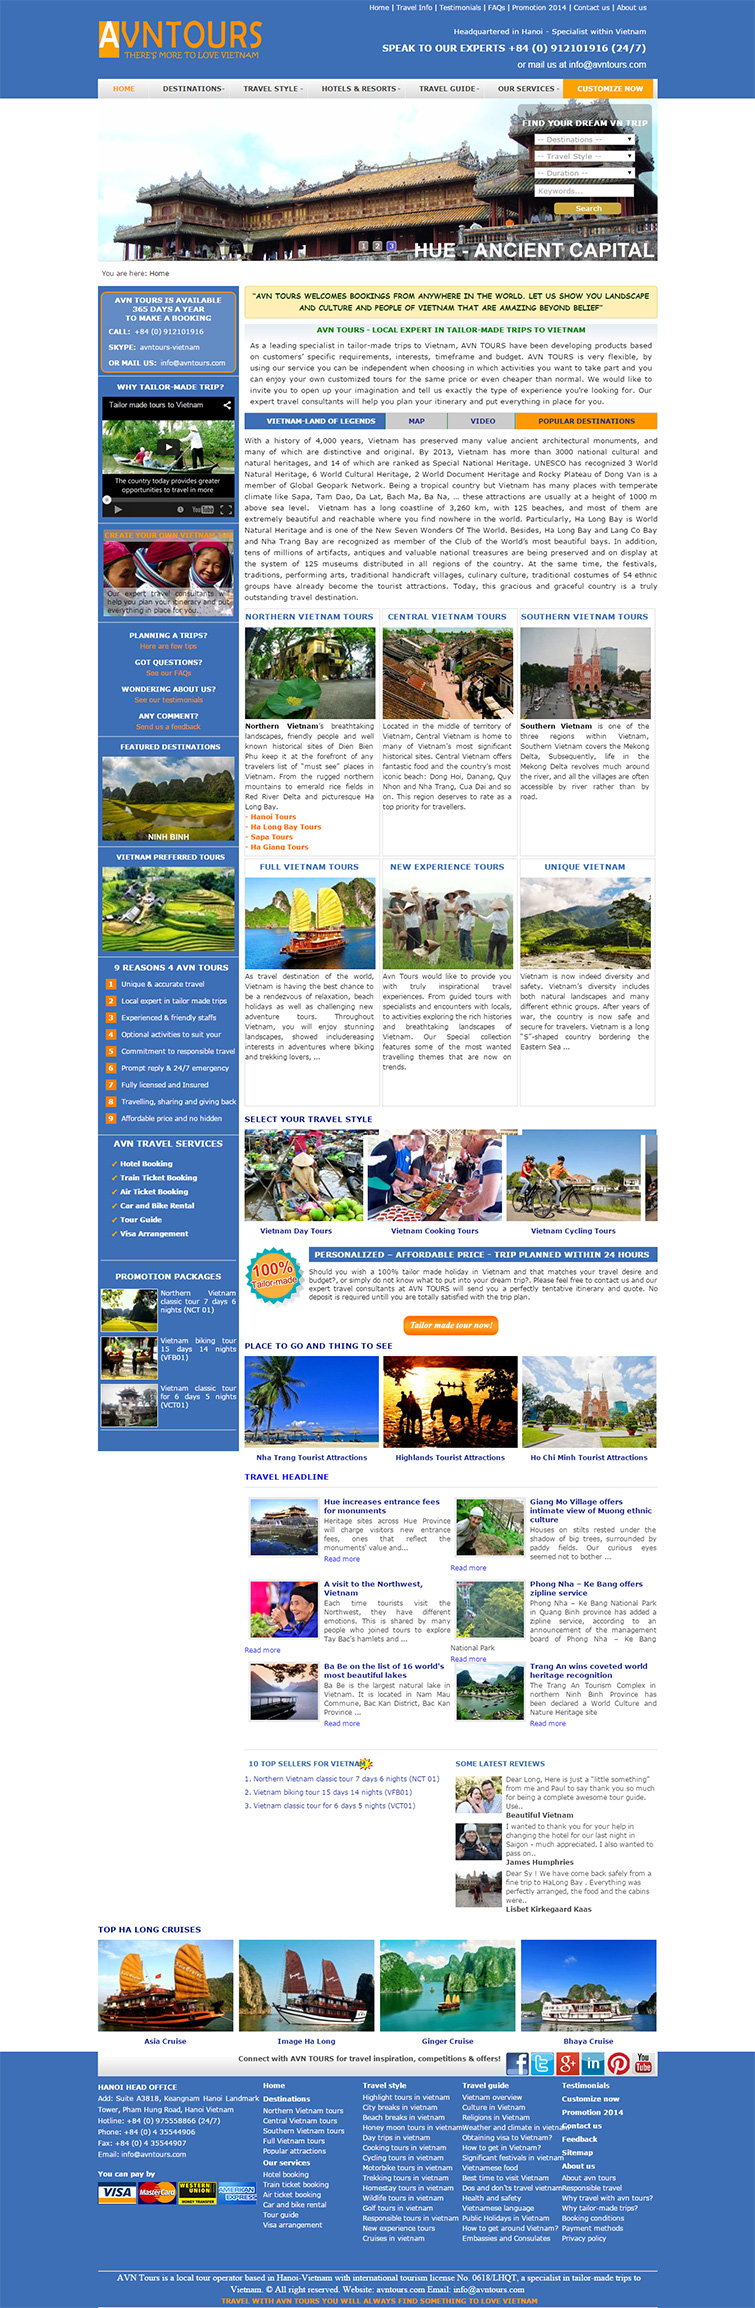 Home | Travel Info | Testimonials | FAQs | Promotion 2014 | Contact us | About us
AVNTOURS
THERE'S MORE TO LOVE VIETNAM
Headquartered in Hanoi - Specialist within Vietnam
SPEAK TO OUR EXPERTS +84 (0) 912101916 (24/7)
or mail us at info@avntours.com
HOME DESTINATIONS TRAVEL STYLE HOTELS & RESORTS TRAVEL GUIDE OUR SERVICES CUSTOMIZE NOW
FIND YOUR DREAM VN TRIP
-- Destinations --
-- Travel Style --
-- Duration --
Keywords...
Search
1 2 3
HUE - ANCIENT CAPITAL
You are here: Home
AVN TOURS IS AVAILABLE
365 DAYS A YEAR
TO MAKE A BOOKING
CALL: +84 (0) 912101916
SKYPE: avntours-vietnam
OR MAIL US: info@avntours.com
WHY TAILOR-MADE TRIP?
Tailor made tours to Vietnam
The country today provides greater
opportunities to travel in more
YouTube
CREATE YOUR OWN VIETNAM
Our expert travel consultants will
help you plan your itinerary and put
everything in place for you.
PLANNING A TRIPS?
Here are few tips
GOT QUESTIONS?
See our FAQs
WONDERING ABOUT US?
See our testimonials
ANY COMMENT?
Send us a feedback
FEATURED DESTINATIONS
NINH BINH
VIETNAM PREFERRED TOURS
9 REASONS 4 AVN TOURS
1 Unique & accurate travel
2 Local expert in tailor made trips
3 Experienced & friendly staffs
4 Optional activities to suit your
5 Commitment to responsible travel
6 Prompt reply & 24/7 emergency
7 Fully licensed and Insured
8 Travelling, sharing and giving back
9 Affordable price and no hidden
AVN TRAVEL SERVICES
✓ Hotel Booking
✓ Train Ticket Booking
✓ Air Ticket Booking
✓ Car and Bike Rental
✓ Tour Guide
✓ Visa Arrangement
PROMOTION PACKAGES
Northern Vietnam
classic tour 7 days 6
nights (NCT 01)
Vietnam biking tour
15 days 14 nights
(VFB01)
Vietnam classic tour
for 6 days 5 nights
(VCT01)
"AVN TOURS WELCOMES BOOKINGS FROM ANYWHERE IN THE WORLD. LET US SHOW YOU LANDSCAPE
AND CULTURE AND PEOPLE OF VIETNAM THAT ARE AMAZING BEYOND BELIEF"
AVN TOURS - LOCAL EXPERT IN TAILOR-MADE TRIPS TO VIETNAM
As a leading specialist in tailor-made trips to Vietnam, AVN TOURS have been developing products based
on customers' specific requirements, interests, timeframe and budget. AVN TOURS is very flexible, by
using our service you can be independent when choosing in which activities you want to take part and you
can enjoy your own customized tours for the same price or even cheaper than normal. We would like to
invite you to open up your imagination and tell us exactly the type of experience you're looking for. Our
expert travel consultants will help you plan your itinerary and put everything in place for you.
VIETNAM-LAND OF LEGENDS MAP VIDEO POPULAR DESTINATIONS
With a history of 4,000 years, Vietnam has preserved many value ancient architectural monuments, and
many of which are distinctive and original. By 2013, Vietnam has more than 3000 national cultural and
natural heritages, and 14 of which are ranked as Special National Heritage. UNESCO has recognized 3 World
Natural Heritage, 6 World Cultural Heritage, 2 World Document Heritage and Rocky Plateau of Dong Van is a
member of Global Geopark Network. Being a tropical country but Vietnam has many places with temperate
climate like Sapa, Tam Dao, Da Lat, Bach Ma, Ba Na, ... these attractions are usually at a height of 1000 m
above sea level. Vietnam has a long coastline of 3,260 km, with 125 beaches, and most of them are
extremely beautiful and reachable where you find nowhere in the world. Particularly, Ha Long Bay is World
Natural Heritage and is one of the New Seven Wonders Of The World. Besides, Ha Long Bay and Lang Co Bay
and Nha Trang Bay are recognized as member of the Club of the World's most beautiful bays. In addition,
tens of millions of artifacts, antiques and valuable national treasures are being preserved and on display at
the system of 125 museums distributed in all regions of the country. At the same time, the festivals,
traditions, performing arts, traditional handicraft villages, culinary culture, traditional costumes of 54 ethnic
groups have already become the tourist attractions. Today, this gracious and graceful country is a truly
outstanding travel destination.
NORTHERN VIETNAM TOURS
Northern Vietnam's breathtaking
landscapes, friendly people and well
known historical sites of Dien Bien
Phu keep it at the forefront of any
travelers list of "must see" places in
Vietnam. From the rugged northern
mountains to emerald rice fields in
Red River Delta and picturesque Ha
Long Bay.
- Hanoi Tours
- Ha Long Bay Tours
- Sapa Tours
- Ha Giang Tours
CENTRAL VIETNAM TOURS
Located in the middle of territory of
Vietnam, Central Vietnam is home to
many of Vietnam's most significant
historical sites. Central Vietnam offers
fantastic food and the country's most
iconic beach: Dong Hoi, Danang, Quy
Nhon and Nha Trang, Cua Dai and so
on. This region deserves to rate as a
top priority for travellers.
SOUTHERN VIETNAM TOURS
Southern Vietnam is one of the
three regions within Vietnam,
Southern Vietnam covers the Mekong
Delta, Subsequently, life in the
Mekong Delta revolves much around
the river, and all the villages are often
accessible by river rather than by
road.
FULL VIETNAM TOURS
As travel destination of the world,
Vietnam is having the best chance to
be a rendezvous of relaxation, beach
holidays as well as challenging new
adventure tours. Throughout
Vietnam, you will enjoy stunning
landscapes, showed includereasing
interests in adventures where biking
and trekking lovers, ...
NEW EXPERIENCE TOURS
Avn Tours would like to provide you
with truly inspirational travel
experiences. From guided tours with
specialists and encounters with locals,
to activities exploring the rich histories
and breathtaking landscapes of
Vietnam. Our Special collection
features some of the most wanted
travelling themes that are now on
trends.
UNIQUE VIETNAM
Vietnam is now indeed diversity and
safety. Vietnam's diversity includes
both natural landscapes and many
different ethnic groups. After years of
war, the country is now safe and
secure for travelers. Vietnam is a long
"S"-shaped country bordering the
Eastern Sea ...
SELECT YOUR TRAVEL STYLE
Vietnam Day Tours Vietnam Cooking Tours Vietnam Cycling Tours
100%
Tailor-made
PERSONALIZED – AFFORDABLE PRICE - TRIP PLANNED WITHIN 24 HOURS
Should you wish a 100% tailor made holiday in Vietnam and that matches your travel desire and
budget?, or simply do not know what to put into your dream trip?. Please feel free to contact us and our
expert travel consultants at AVN TOURS will send you a perfectly tentative itinerary and quote. No
deposit is required untill you are totally satisfied with the trip plan.
Tailor made tour now!
PLACE TO GO AND THING TO SEE
Nha Trang Tourist Attractions Highlands Tourist Attractions Ho Chi Minh Tourist Attractions
TRAVEL HEADLINE
Hue increases entrance fees
for monuments
Heritage sites across Hue Province
will charge visitors new entrance
fees, ones that reflect the
monuments' value and...
Read more
Giang Mo Village offers
intimate view of Muong ethnic
culture
Houses on stilts rested under the
shadow of big trees, surrounded by
paddy fields. Our curious eyes
seemed not to bother ...
Read more
A visit to the Northwest,
Vietnam
Each time tourists visit the
Northwest, they have different
emotions. This is shared by many
people who joined tours to explore
Tay Bac's hamlets and ...
Read more
Phong Nha – Ke Bang offers
zipline service
Phong Nha – Ke Bang National Park
in Quang Binh province has added a
zipline service, according to an
announcement of the management
board of Phong Nha – Ke Bang
National Park
Read more
Ba Be on the list of 16 world's
most beautiful lakes
Ba Be is the largest natural lake in
Vietnam. It is located in Nam Mau
Commune, Bac Kan District, Bac Kan
Province ...
Read more
Trang An wins coveted world
heritage recognition
The Trang An Tourism Complex in
northern Ninh Binh Province has
been declared a World Culture and
Nature Heritage site
Read more
10 TOP SELLERS FOR VIETNAM
1. Northern Vietnam classic tour 7 days 6 nights (NCT 01)
2. Vietnam biking tour 15 days 14 nights (VFB01)
3. Vietnam classic tour for 6 days 5 nights (VCT01)
SOME LATEST REVIEWS
Dear Long, Here is just a "little something"
from me and Paul to say thank you so much
for being a complete awesome tour guide.
Use..
Beautiful Vietnam
I wanted to thank you for your help in
changing the hotel for our last night in
Saigon - much appreciated. I also wanted to
pass on..
James Humphries
Dear Sy ! We have come back safely from a
fine trip to HaLong Bay . Everything was
perfectly arranged, the food and the cabins
were..
Lisbet Kirkegaard Kaas
TOP HA LONG CRUISES
Asia Cruise Image Ha Long Ginger Cruise Bhaya Cruise
Connect with AVN TOURS for travel inspiration, competitions & offers!
You Tube
HANOI HEAD OFFICE
Add: Suite A3818, Koangnam Hanoi Landmark
Tower, Pham Hung Road, Hanoi Vietnam
Hotline: +84 (0) 975558866 (24/7)
Phone: +84 (0) 4 35544906
Fax: +84 (0) 4 35544907
Email: info@avntours.com
You can pay by
VISA MasterCard WESTERN UNION MONEY TRANSFER AMERICAN EXPRESS
Home
Destinations
Northern Vietnam tours
Central Vietnam tours
Southern Vietnam tours
Full Vietnam tours
Popular attractions
Our services
Hotel booking
Train ticket booking
Air ticket booking
Car and bike rental
Tour guide
Visa arrangement
Travel style
Highlight tours in vietnam
City breaks in vietnam
Beach breaks in vietnam
Honey moon tours in vietnam
Day trips in vietnam
Cooking tours in vietnam
Cycling tours in vietnam
Motorbike tours in vietnam
Trekking tours in vietnam
Homestay tours in vietnam
Wildlife tours in vietnam
Golf tours in vietnam
Responsible tours in vietnam
New experience tours
Cruises in vietnam
Travel guide
Vietnam overview
Culture in Vietnam
Religions in Vietnam
Weather and climate in vietnam
Obtaining visa to Vietnam?
How to get in Vietnam?
Significant festivals in vietnam
Vietnamese food
Best time to visit Vietnam
Dos and don'ts travel vietnam
Health and safety
Vietnamese language
Public Holidays in Vietnam
How to get around Vietnam?
Embassies and Consulates
Testimonials
Customize now
Promotion 2014
Contact us
Feedback
Sitemap
About us
About avn tours
Responsible travel
Why travel with avn tours?
Why tailor-made trips?
Booking conditions
Payment methods
Privacy policy
AVN Tours is a local tour operator based in Hanoi-Vietnam with international tourism license No. 0618/LHQT, a specialist in tailor-made trips to
Vietnam. © All right reserved. Website: avntours.com Email: info@avntours.com
TRAVEL WITH AVN TOURS YOU WILL ALWAYS FIND SOMETHING TO LOVE VIETNAM